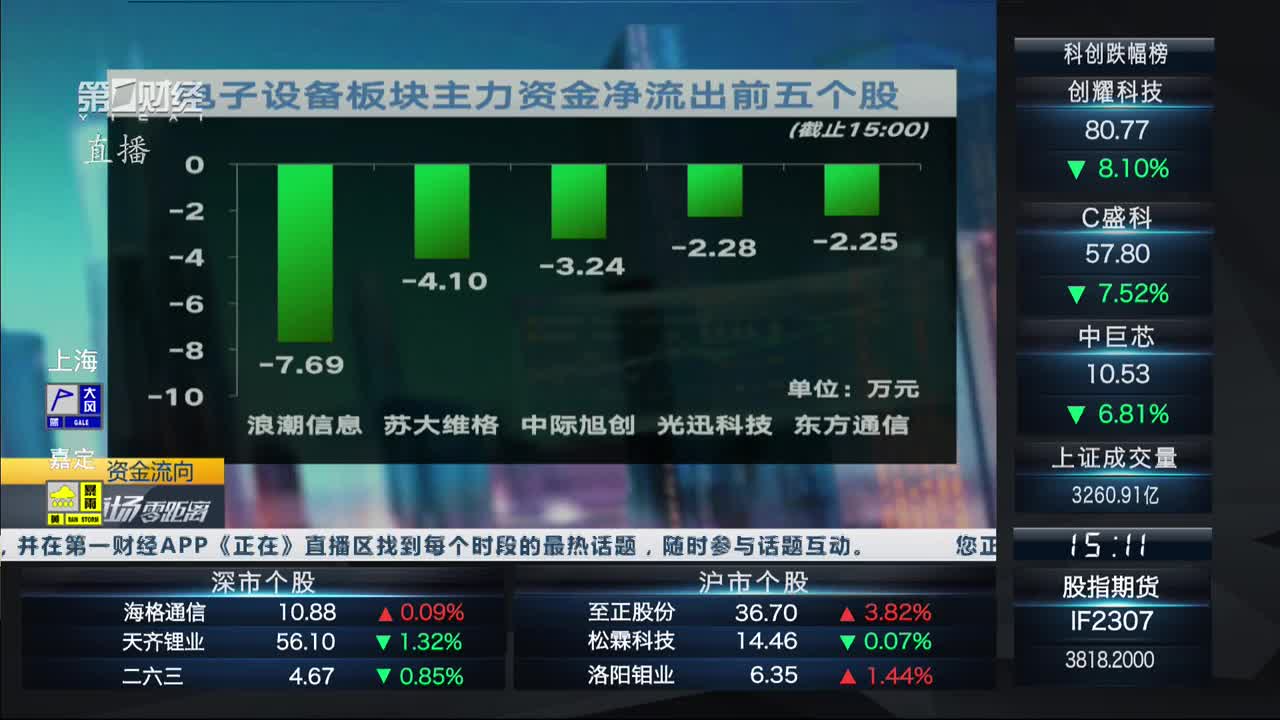 第一财经
YICAI
直播
电子设备板块主力资金净流出前五个股
(截止15:00)
0
-2
-4
-6
-8
-10
-7.69
-4.10
-3.24
-2.28
-2.25
单位：万元
浪潮信息 苏大维格 中际旭创 光迅科技 东方通信
上海
大风
GALE
嘉定
暴雨
黄 RAIN STORM
资金流向
市场零距离
，并在第一财经APP《正在》直播区找到每个时段的最热话题，随时参与话题互动。 您正
深市个股
海格通信 10.88 ▲0.09%
天齐锂业 56.10 ▼1.32%
二六三 4.67 ▼0.85%
沪市个股
至正股份 36.70 ▲3.82%
松霖科技 14.46 ▼0.07%
洛阳钼业 6.35 ▲1.44%
科创跌幅榜
创耀科技
80.77
▼ 8.10%
C盛科
57.80
▼ 7.52%
中巨芯
10.53
▼ 6.81%
上证成交量
3260.91亿
15:11
股指期货
IF2307
3818.2000